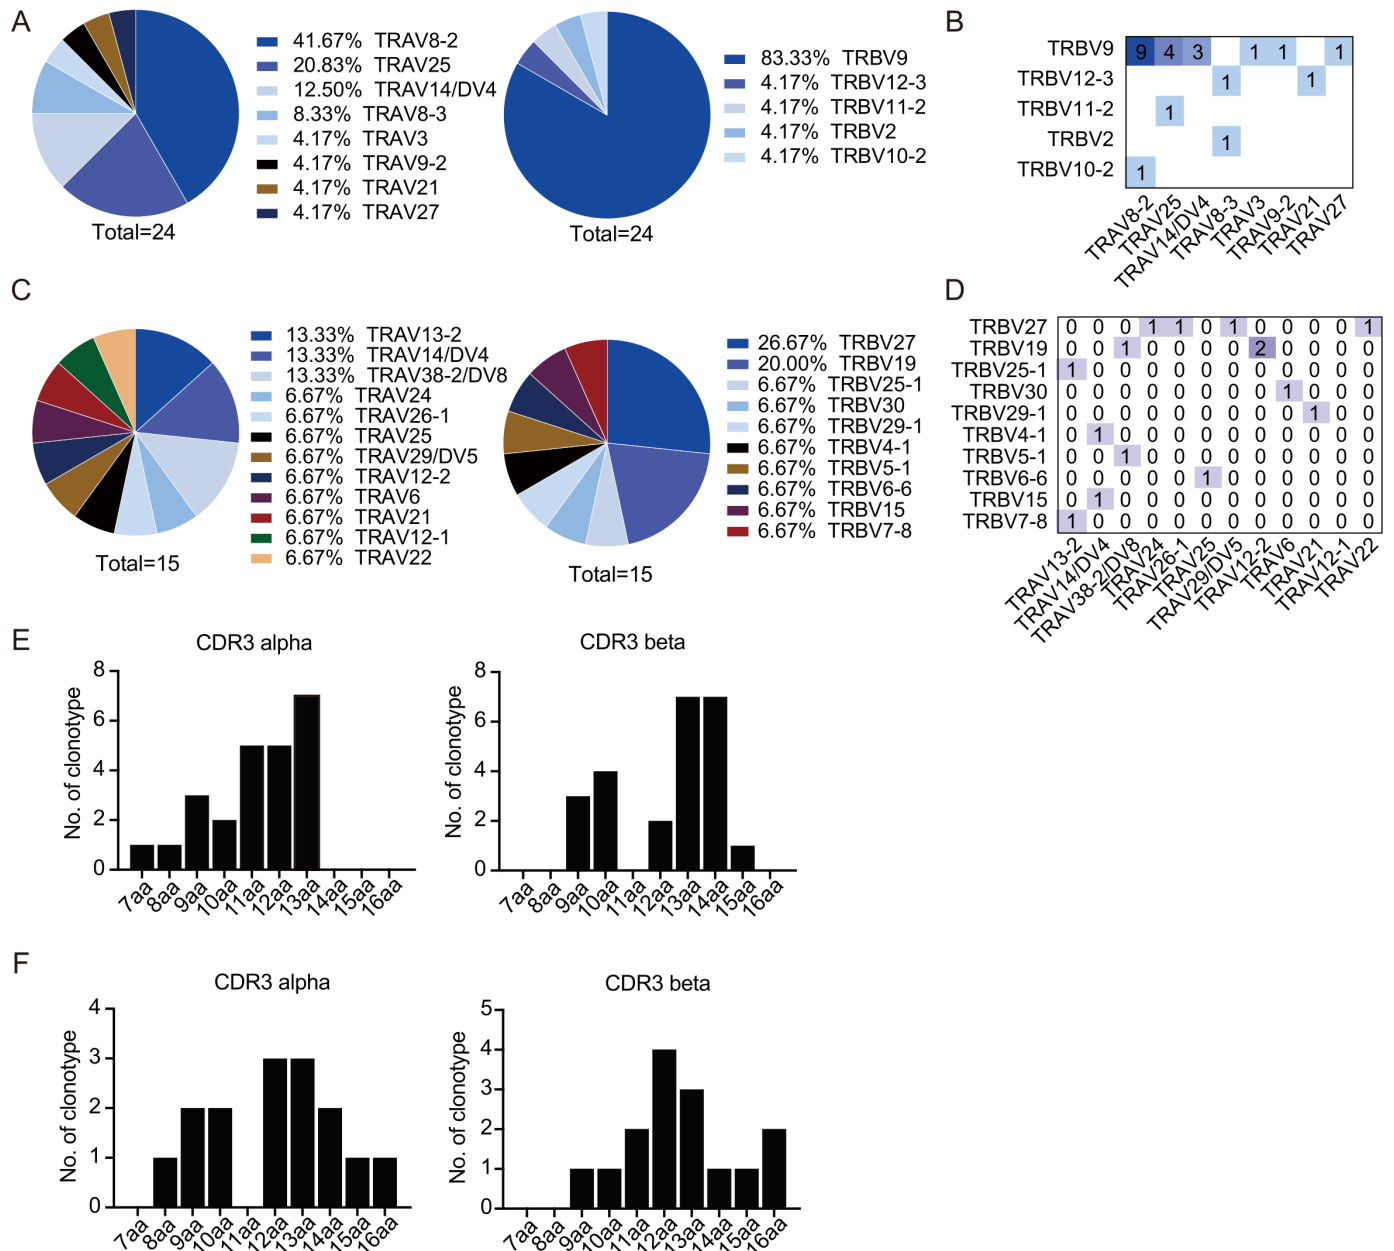 A
41.67% TRAV8-2
20.83% TRAV25
12.50% TRAV14/DV4
8.33% TRAV8-3
4.17% TRAV3
4.17% TRAV9-2
4.17% TRAV21
4.17% TRAV27
Total=24
83.33% TRBV9
4.17% TRBV12-3
4.17% TRBV11-2
4.17% TRBV2
4.17% TRBV10-2
Total=24
B
TRBV9 9 4 3 1 1 1
TRBV12-3 1 1
TRBV11-2 1
TRBV2 1
TRBV10-2 1
TRAV8-2
TRAV25
TRAV14/DV4
TRAV8-3
TRAV3
TRAV9-2
TRAV21
TRAV27
C
13.33% TRAV13-2
13.33% TRAV14/DV4
13.33% TRAV38-2/DV8
6.67% TRAV24
6.67% TRAV26-1
6.67% TRAV25
6.67% TRAV29/DV5
6.67% TRAV12-2
6.67% TRAV6
6.67% TRAV21
6.67% TRAV12-1
6.67% TRAV22
Total=15
26.67% TRBV27
20.00% TRBV19
6.67% TRBV25-1
6.67% TRBV30
6.67% TRBV29-1
6.67% TRBV4-1
6.67% TRBV5-1
6.67% TRBV6-6
6.67% TRBV15
6.67% TRBV7-8
Total=15
D
TRBV27 0 0 0 1 1 0 1 0 0 0 0 1
TRBV19 0 0 1 0 0 0 0 2 0 0 0 0
TRBV25-1 1 0 0 0 0 0 0 0 0 0 0 0
TRBV30 0 0 0 0 0 0 0 0 1 0 0 0
TRBV29-1 0 0 0 0 0 0 0 0 0 1 0 0
TRBV4-1 0 1 0 0 0 0 0 0 0 0 0 0
TRBV5-1 0 0 1 0 0 0 0 0 0 0 0 0
TRBV6-6 0 0 0 0 0 1 0 0 0 0 0 0
TRBV15 0 1 0 0 0 0 0 0 0 0 0 0
TRBV7-8 1 0 0 0 0 0 0 0 0 0 0 0
TRAV13-2
TRAV14/DV4
TRAV38-2/DV8
TRAV24
TRAV26-1
TRAV25
TRAV29/DV5
TRAV12-2
TRAV6
TRAV21
TRAV12-1
TRAV22
E
CDR3 alpha
No. of clonotype
8
6
4
2
0
7aa 8aa 9aa 10aa 11aa 12aa 13aa 14aa 15aa 16aa
CDR3 beta
No. of clonotype
8
6
4
2
0
7aa 8aa 9aa 10aa 11aa 12aa 13aa 14aa 15aa 16aa
F
CDR3 alpha
No. of clonotype
4
3
2
1
0
7aa 8aa 9aa 10aa 11aa 12aa 13aa 14aa 15aa 16aa
CDR3 beta
No. of clonotype
5
4
3
2
1
0
7aa 8aa 9aa 10aa 11aa 12aa 13aa 14aa 15aa 16aa